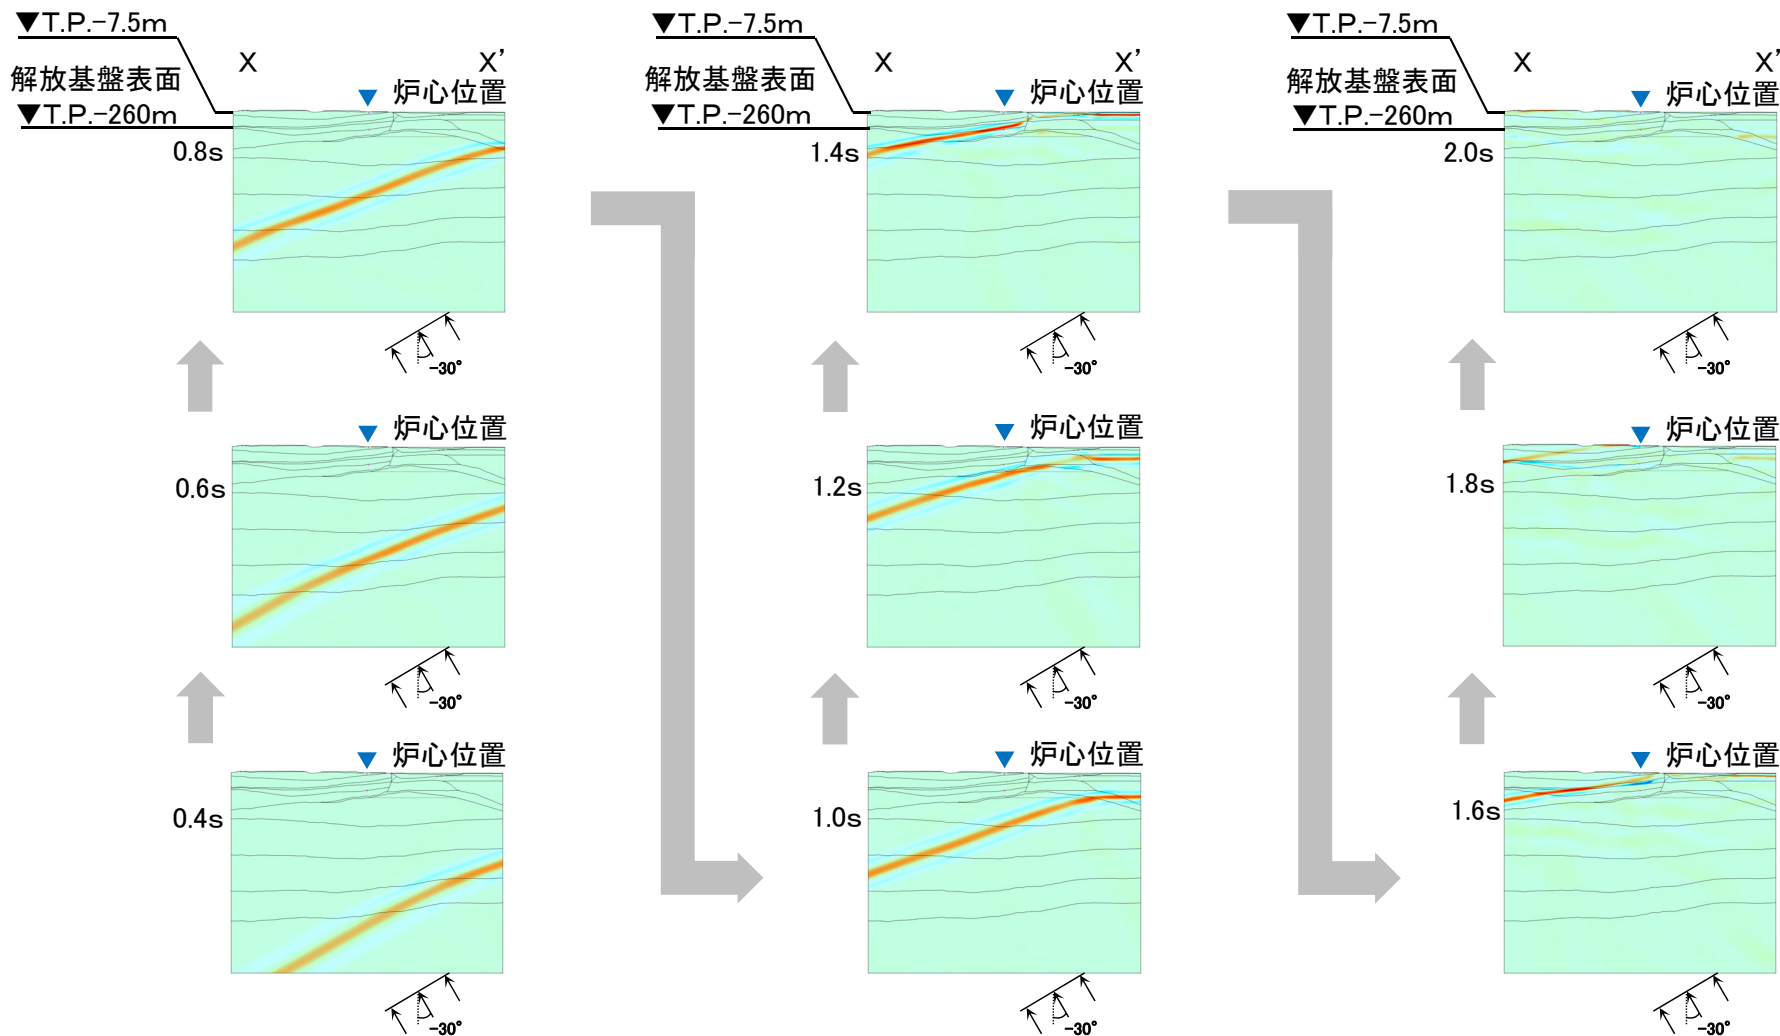 ▼T.P.-7.5m
X X'
解放基盤表面
▼炉心位置
▼T.P.-260m
0.8s
-30°
▼炉心位置
0.6s
-30°
▼炉心位置
0.4s
-30°
▼T.P.-7.5m
X X'
解放基盤表面
▼炉心位置
▼T.P.-260m
1.4s
-30°
▼炉心位置
1.2s
-30°
▼炉心位置
1.0s
-30°
▼T.P.-7.5m
X X'
解放基盤表面
▼炉心位置
▼T.P.-260m
2.0s
-30°
▼炉心位置
1.8s
-30°
▼炉心位置
1.6s
-30°